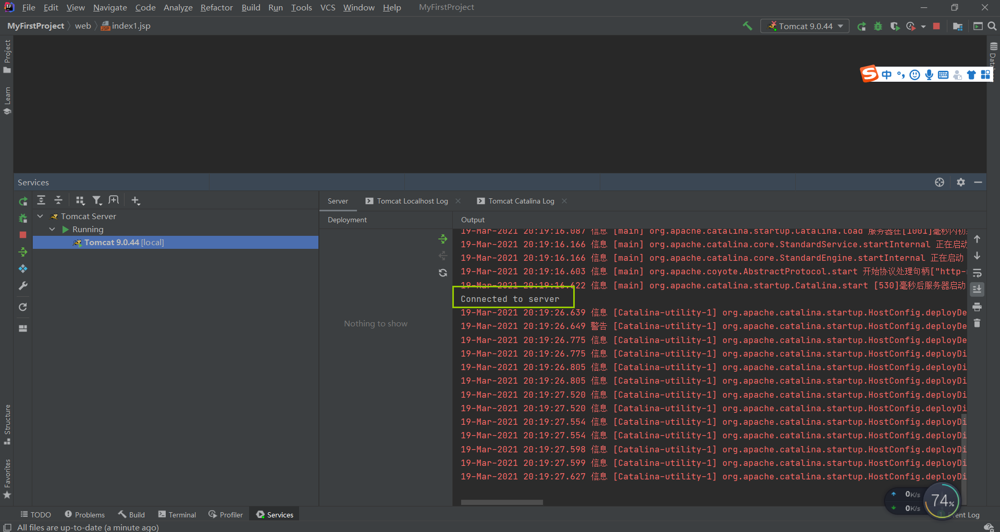 File Edit View Navigate Code Analyze Refactor Build Run Tools VCS Window Help MyFirstProject
MyFirstProject web index1.jsp
Tomcat 9.0.44
Project
Learn
中
Services
Server Tomcat Localhost Log Tomcat Catalina Log
Tomcat Server
Running
Tomcat 9.0.44 [local]
Deployment
Nothing to show
Output
19-Mar-2021 20:19:16.087 信息 [main] org.apache.catalina.startup.Catalina.load 服务器在[1001]毫秒内初
19-Mar-2021 20:19:16.166 信息 [main] org.apache.catalina.core.StandardService.startInternal 正在启动
19-Mar-2021 20:19:16.166 信息 [main] org.apache.catalina.core.StandardEngine.startInternal 正在启动
19-Mar-2021 20:19:16.603 信息 [main] org.apache.coyote.AbstractProtocol.start 开始协议处理句柄["http-
19-Mar-2021 20:19:16.622 信息 [main] org.apache.catalina.startup.Catalina.start [530]毫秒后服务器启动
Connected to server
19-Mar-2021 20:19:26.639 信息 [Catalina-utility-1] org.apache.catalina.startup.HostConfig.deployDe
19-Mar-2021 20:19:26.649 警告 [Catalina-utility-1] org.apache.catalina.startup.HostConfig.deployDe
19-Mar-2021 20:19:26.775 信息 [Catalina-utility-1] org.apache.catalina.startup.HostConfig.deployDe
19-Mar-2021 20:19:26.775 信息 [Catalina-utility-1] org.apache.catalina.startup.HostConfig.deployDi
19-Mar-2021 20:19:26.805 信息 [Catalina-utility-1] org.apache.catalina.startup.HostConfig.deployDi
19-Mar-2021 20:19:26.805 信息 [Catalina-utility-1] org.apache.catalina.startup.HostConfig.deployDi
19-Mar-2021 20:19:27.520 信息 [Catalina-utility-1] org.apache.catalina.startup.HostConfig.deployDi
19-Mar-2021 20:19:27.520 信息 [Catalina-utility-1] org.apache.catalina.startup.HostConfig.deployDi
19-Mar-2021 20:19:27.554 信息 [Catalina-utility-1] org.apache.catalina.startup.HostConfig.deployDi
19-Mar-2021 20:19:27.554 信息 [Catalina-utility-1] org.apache.catalina.startup.HostConfig.deployDi
19-Mar-2021 20:19:27.598 信息 [Catalina-utility-1] org.apache.catalina.startup.HostConfig.deployDi
19-Mar-2021 20:19:27.599 信息 [Catalina-utility-1] org.apache.catalina.startup.HostConfig.deployDi
19-Mar-2021 20:19:27.627 信息 [Catalina-utility-1] org.apache.catalina.startup.HostConfig.deployDi
Structure
Favorites
0K/s
0K/s
74%
TODO Problems Build Terminal Profiler Services Log
All files are up-to-date (a minute ago)